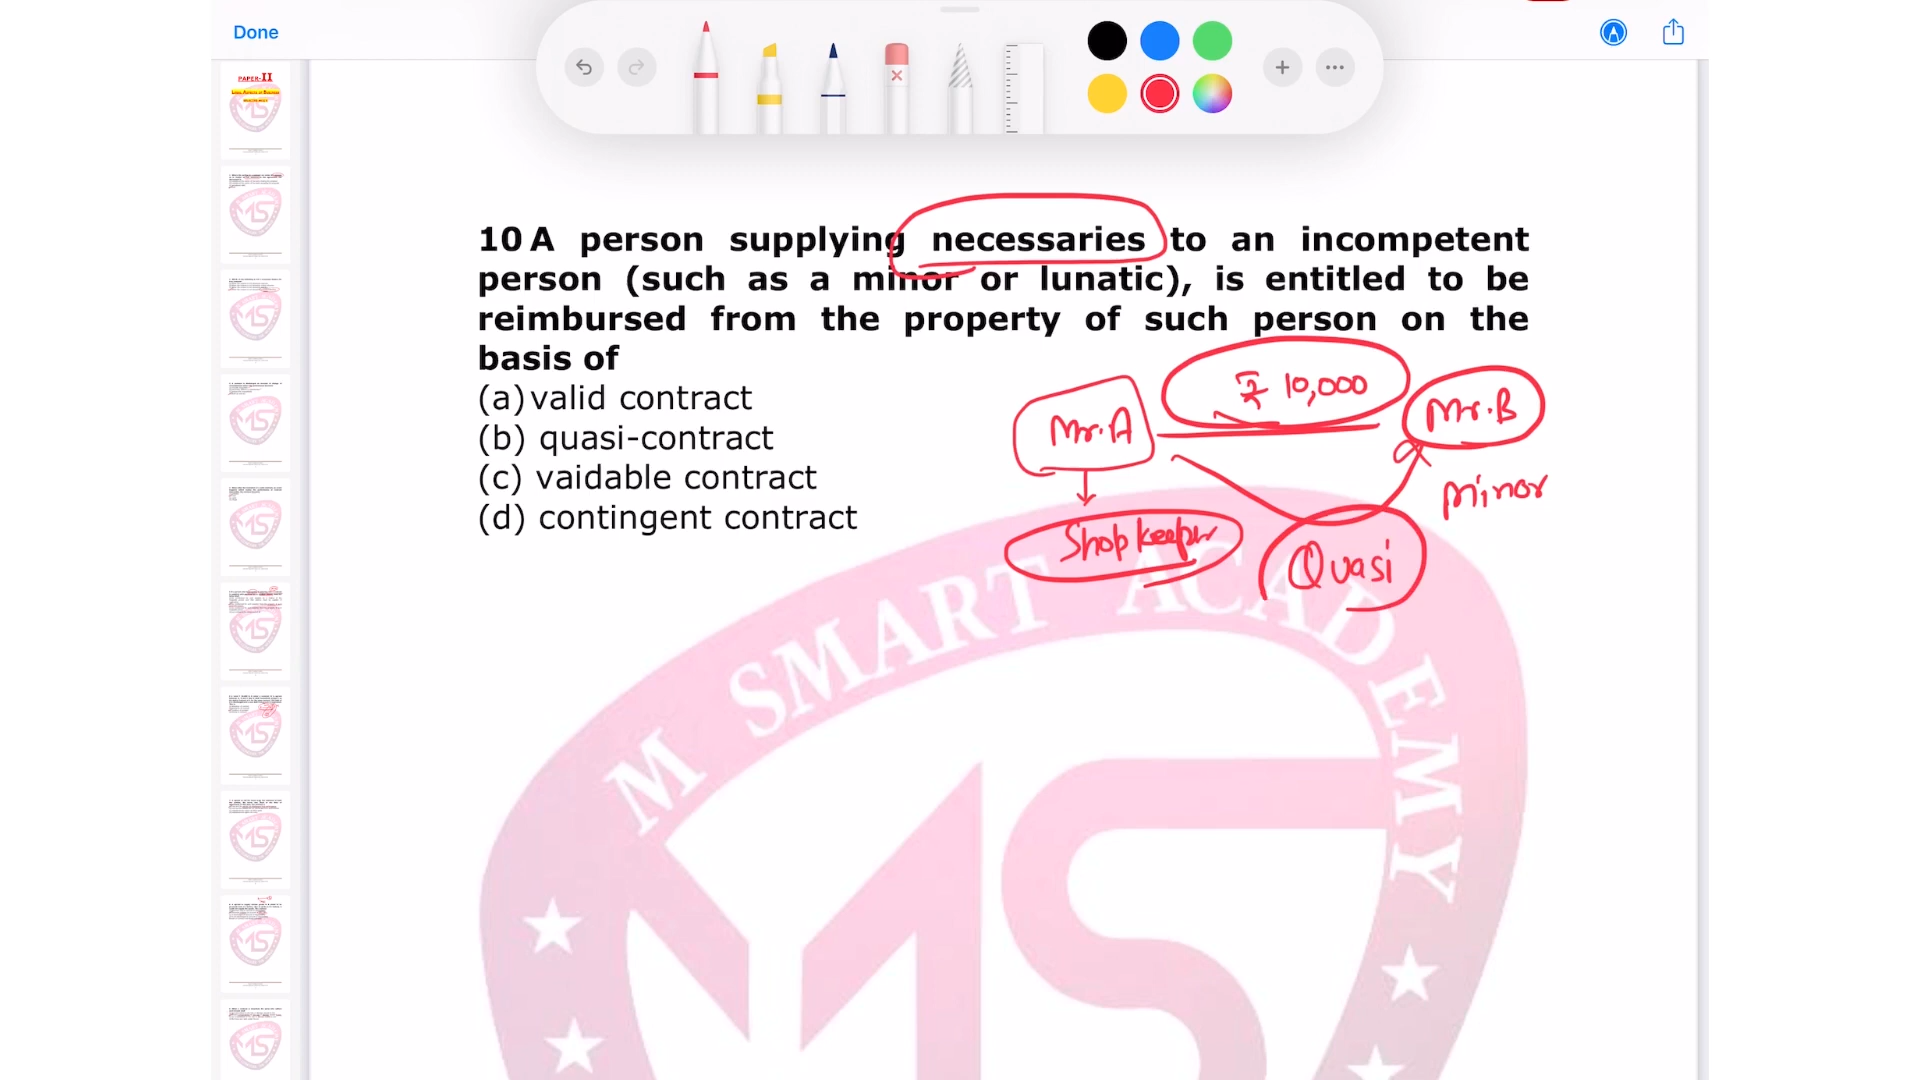 Done
PAPER-II
10 A person supplying necessaries to an incompetent
person (such as a minor or lunatic), is entitled to be
reimbursed from the property of such person on the
basis of
(a) valid contract
(b) quasi-contract
(c) vaidable contract
(d) contingent contract
₹ 10,000
Mr.A
Mr.B
minor
Shopkeeper
Quasi
M SMART ACADEMY
MS